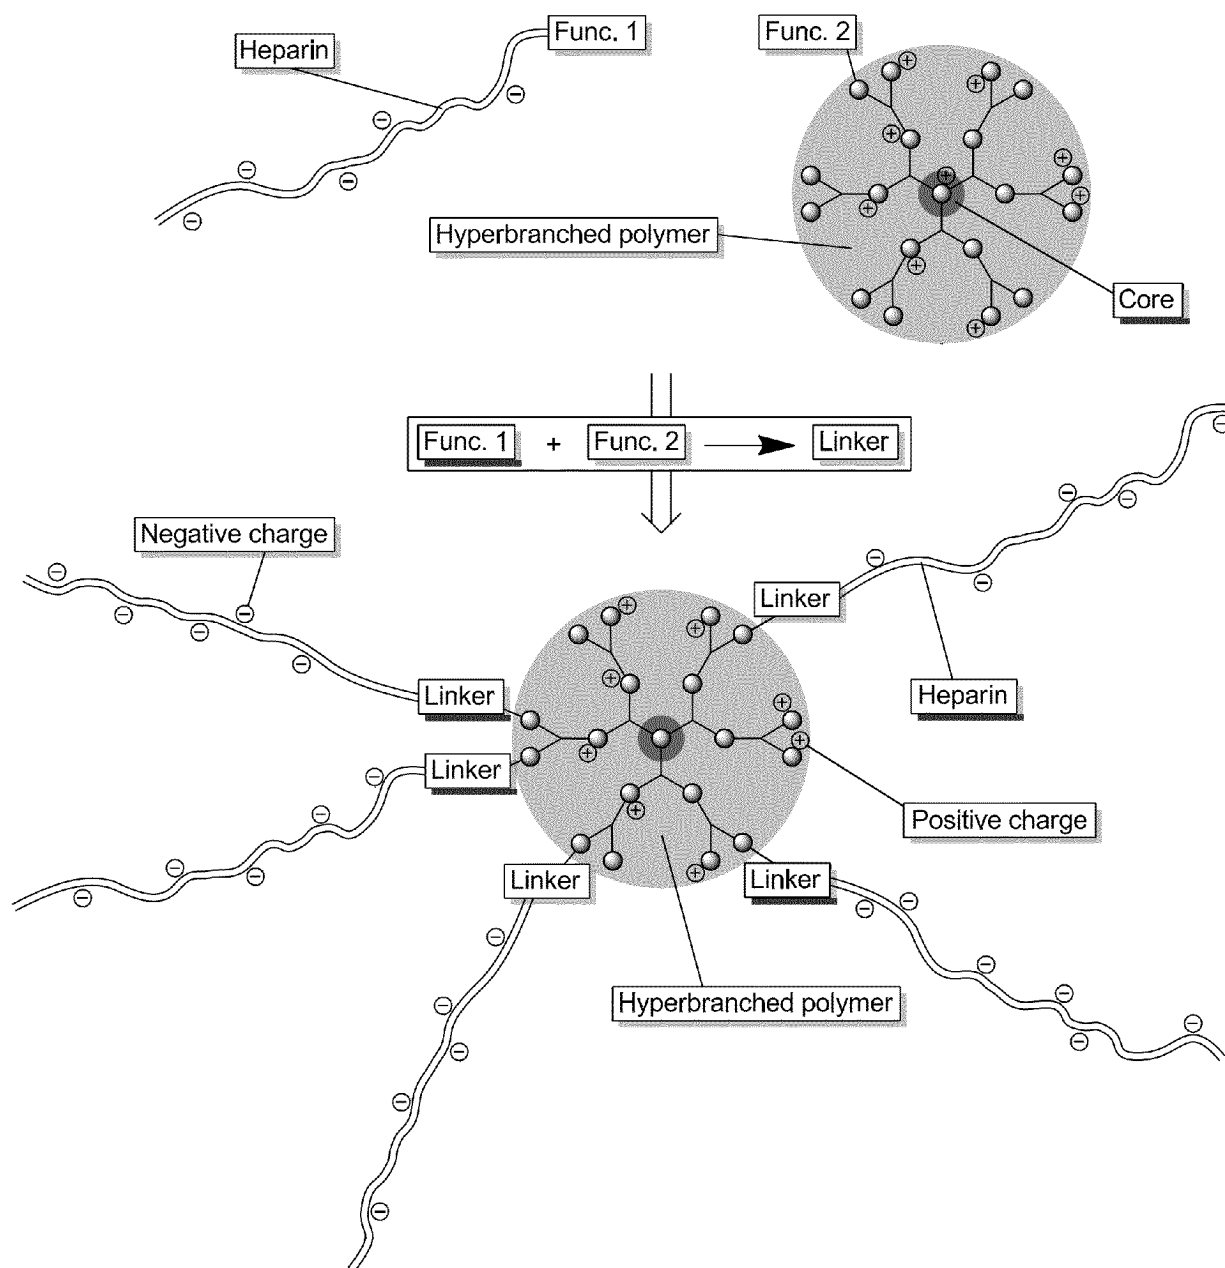 Func. 1
Func. 2
Heparin
Hyperbranched polymer
Core
Func. 1 + Func. 2 Linker
Negative charge
Linker
Heparin
Linker
Linker
Positive charge
Linker
Linker
Hyperbranched polymer